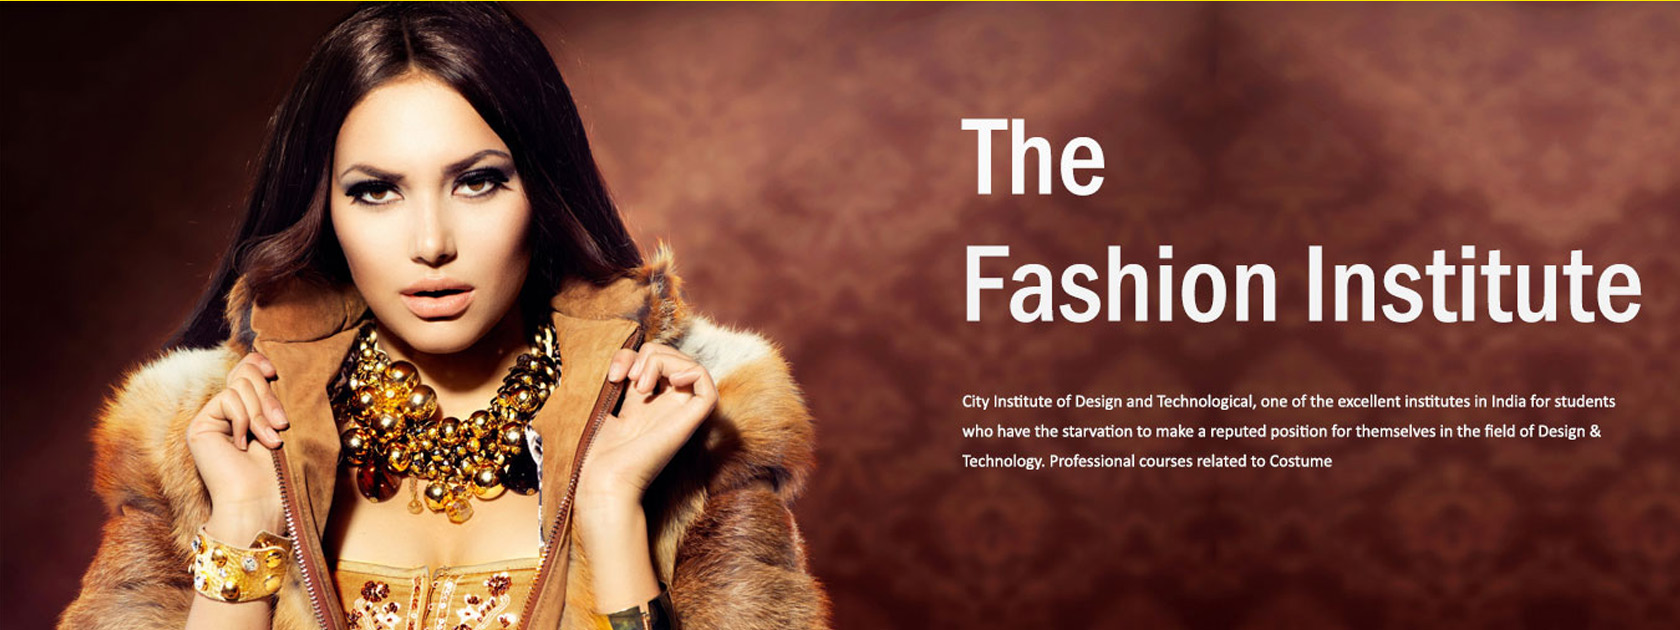 The
Fashion Institute
City Institute of Design and Technological, one of the excellent institutes in India for students
who have the starvation to make a reputed position for themselves in the field of Design &
Technology. Professional courses related to Costume